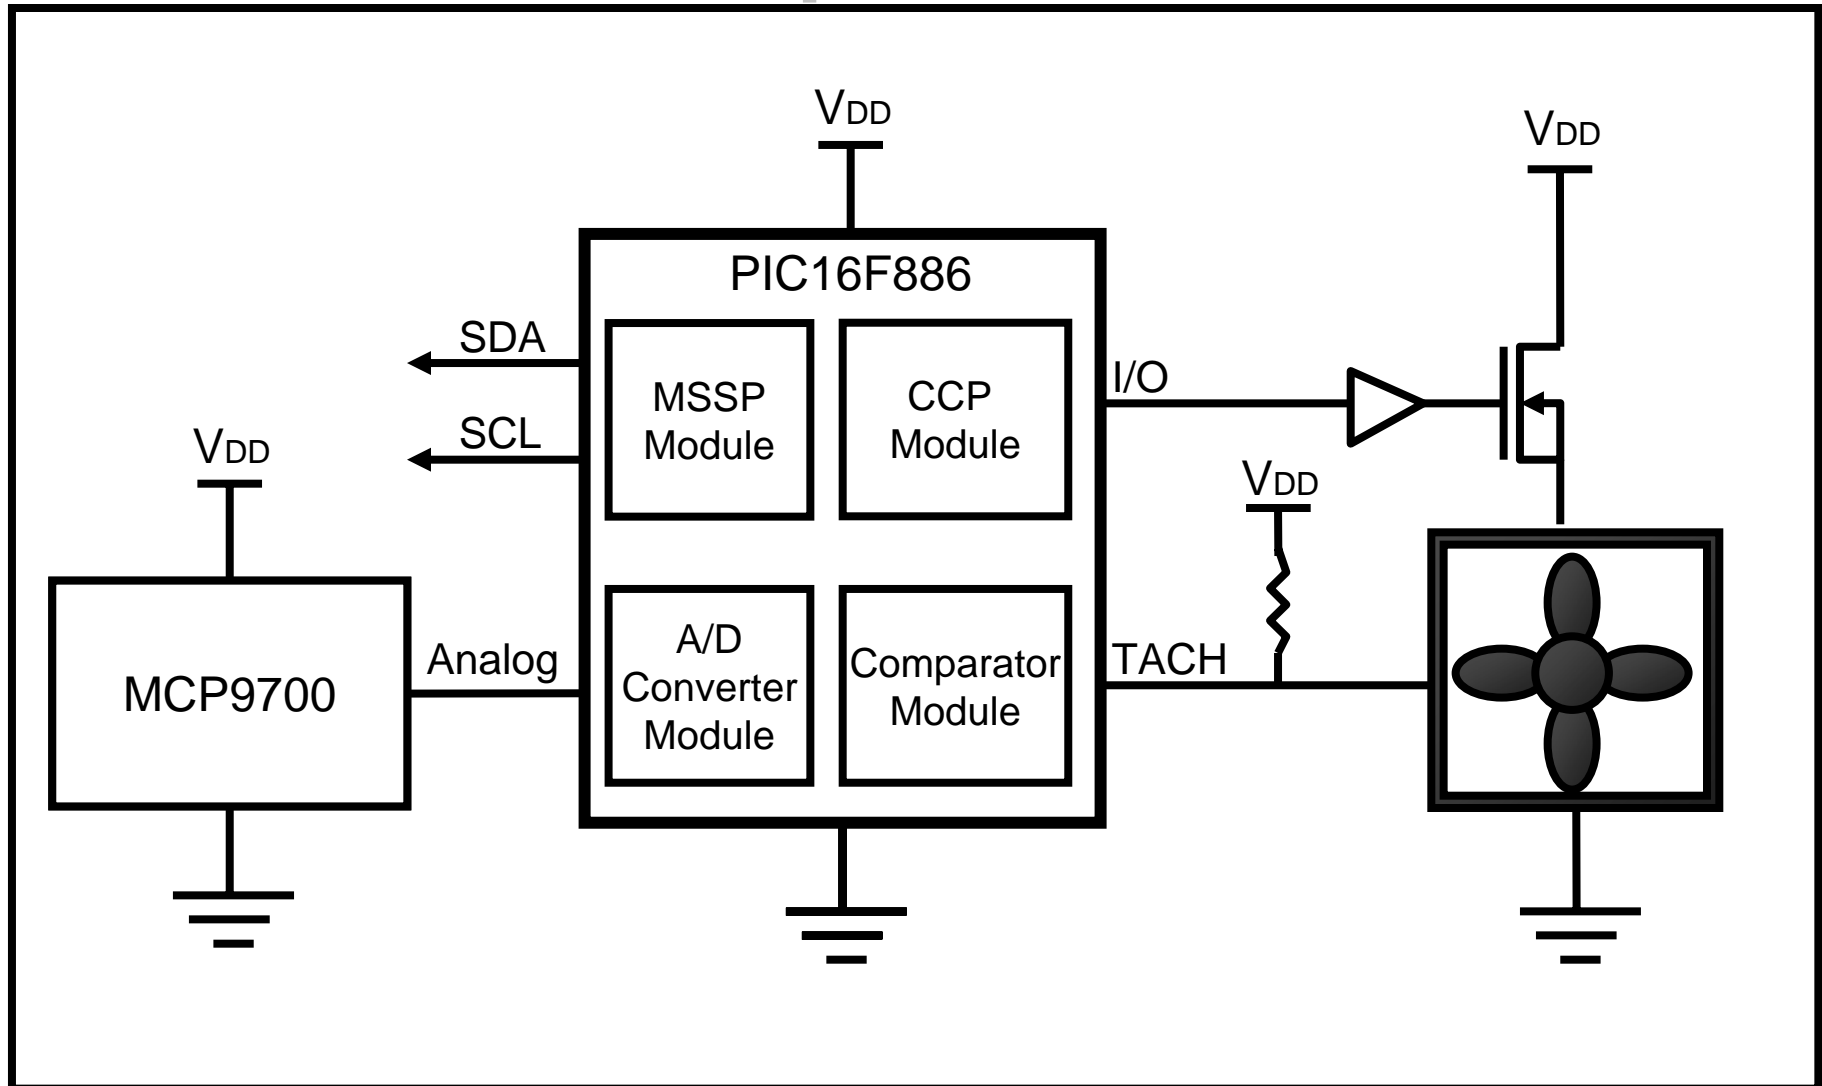 VDD
VDD
PIC16F886
SDA
MSSP
Module
CCP
Module
I/O
SCL
VDD
VDD
MCP9700
Analog
A/D
Converter
Module
Comparator
Module
TACH